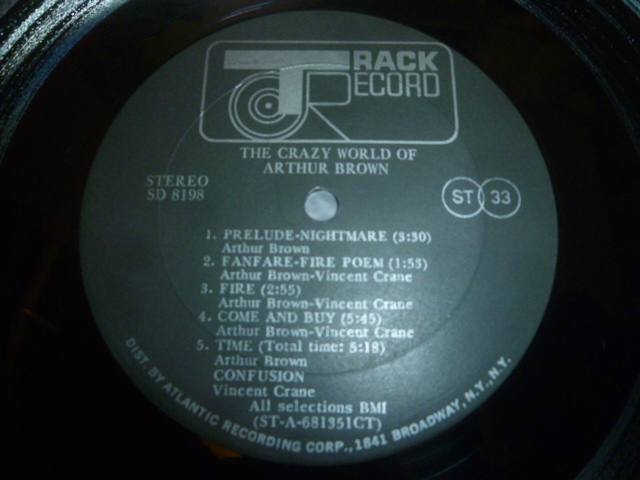 TRACK
RECORD
THE CRAZY WORLD OF
ARTHUR BROWN
STEREO
SD 8198
ST 33
1. PRELUDE-NIGHTMARE (3:30)
Arthur Brown
2. FANFARE-FIRE POEM (1:53)
Arthur Brown-Vincent Crane
3. FIRE (2:55)
Arthur Brown-Vincent Crane
4. COME AND BUY (5:45)
Arthur Brown-Vincent Crane
5. TIME (Total time: 5:18)
Arthur Brown
CONFUSION
Vincent Crane
All selections BMI
(ST-A-681351CT)
DIST. BY ATLANTIC RECORDING CORP., 1841 BROADWAY, N.Y., N.Y.